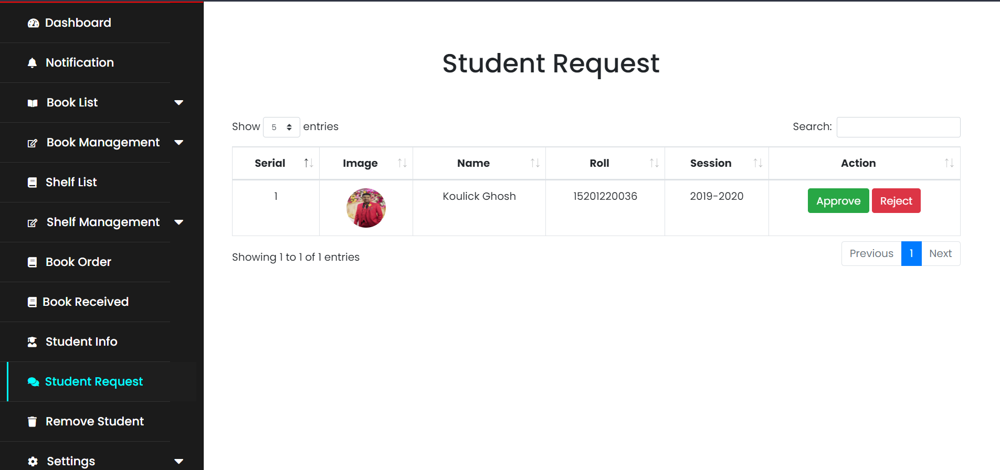 Dashboard
Notification
Book List
Book Management
Shelf List
Shelf Management
Book Order
Book Received
Student Info
Student Request
Remove Student
Settings
Student Request
Show 5 entries
Search:
Serial Image Name Roll Session Action
1 Koulick Ghosh 15201220036 2019-2020 Approve Reject
Showing 1 to 1 of 1 entries
Previous 1 Next